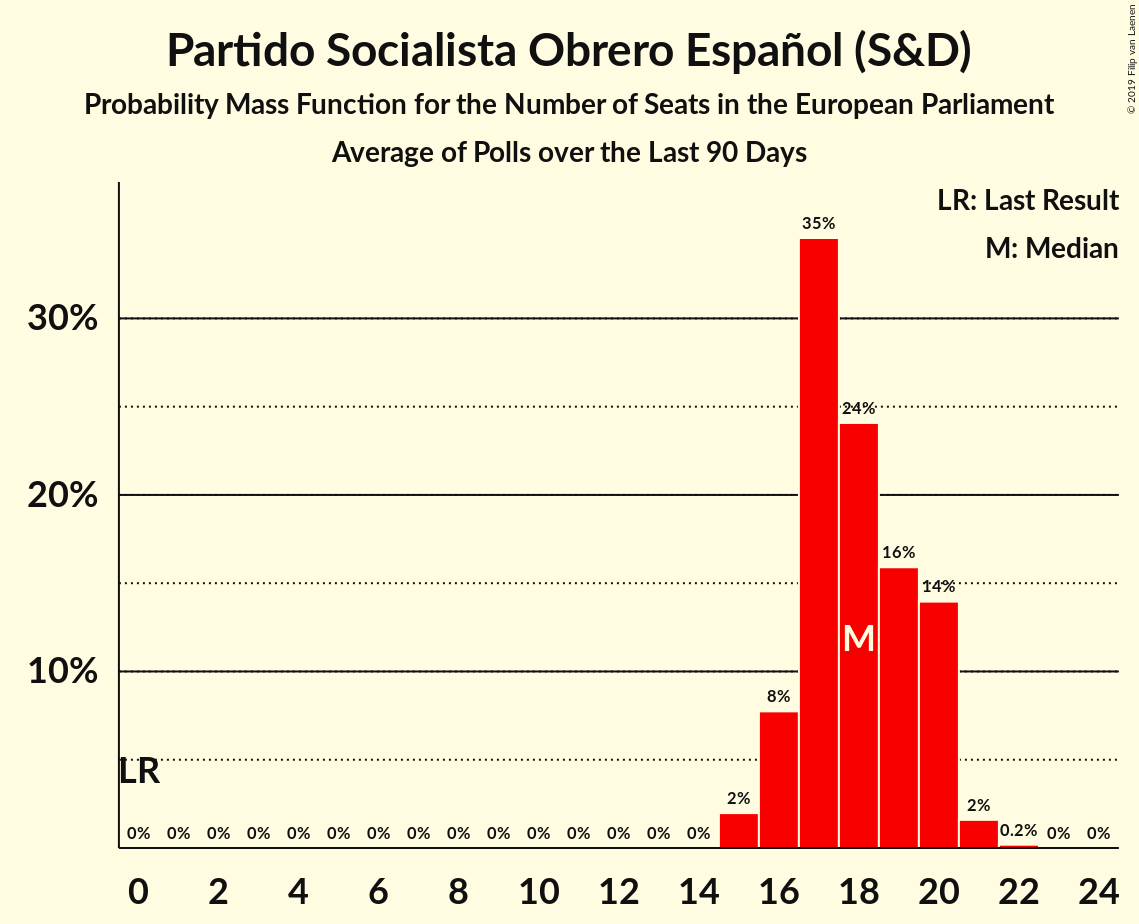 Partido Socialista Obrero Español (S&D)
Probability Mass Function for the Number of Seats in the European Parliament
Average of Polls over the Last 90 Days
© 2019 Filip van Laenen
LR: Last Result
M: Median
35%
30%
24%
20%
16%
14%
M
10%
8%
LR
2%
2%
0% 0% 0% 0% 0% 0% 0% 0% 0% 0% 0% 0% 0% 0% 0% 0.2% 0% 0%
0 2 4 6 8 10 12 14 16 18 20 22 24